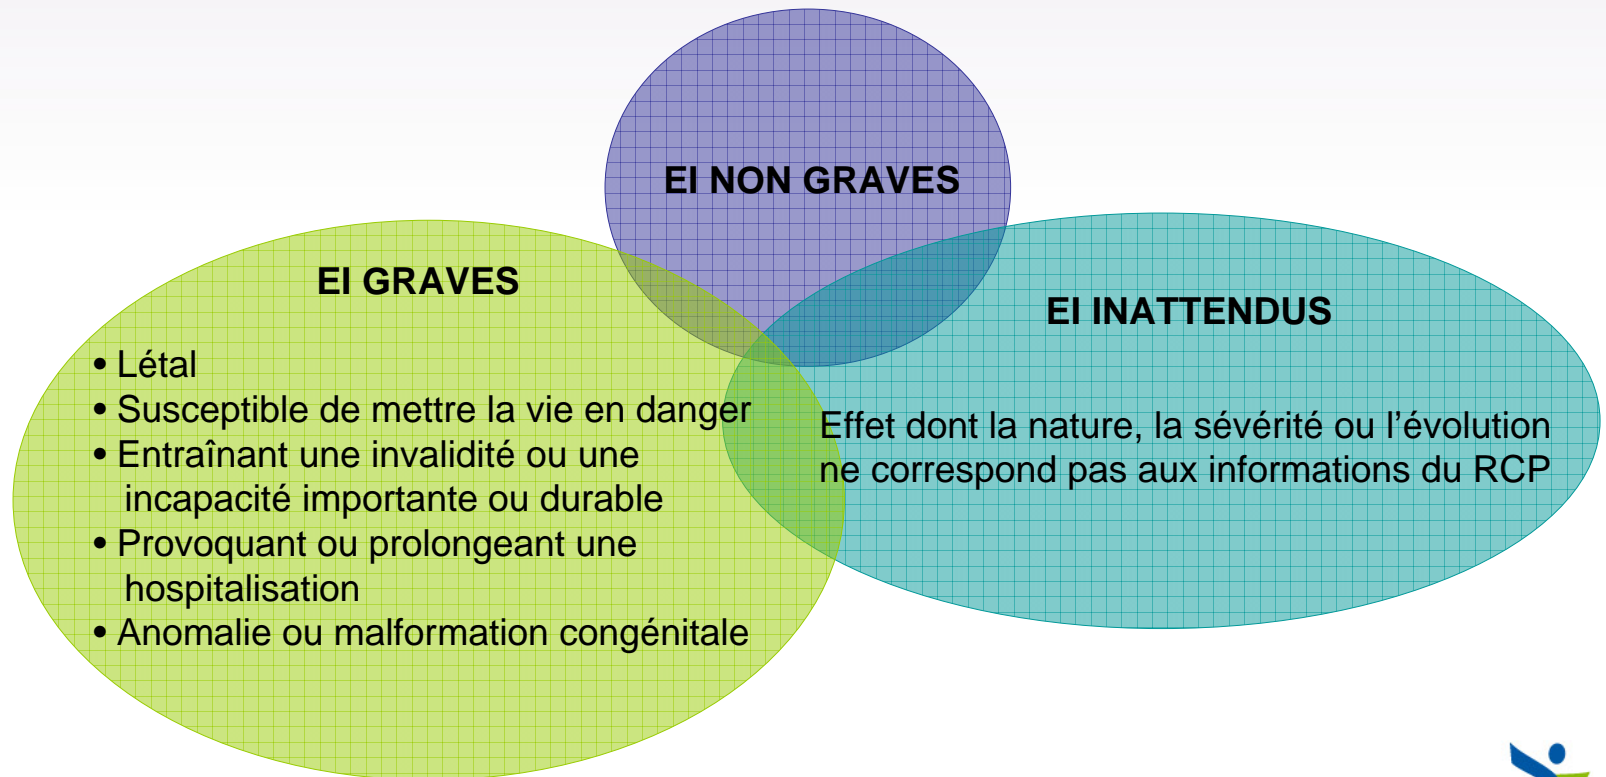 EI NON GRAVES
EI GRAVES
• Létal
• Susceptible de mettre la vie en danger
• Entraînant une invalidité ou une
incapacité importante ou durable
• Provoquant ou prolongeant une
hospitalisation
• Anomalie ou malformation congénitale
EI INATTENDUS
Effet dont la nature, la sévérité ou l’évolution
ne correspond pas aux informations du RCP